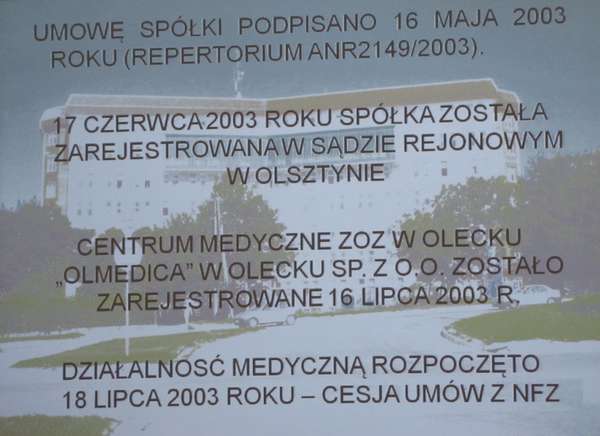 UMOWĘ SPÓŁKI PODPISANO 16 MAJA 2003
ROKU (REPERTORIUM ANR2149/2003).
17 CZERWCA 2003 ROKU SPÓŁKA ZOSTAŁA
ZAREJESTROWANA W SĄDZIE REJONOWYM
W OLSZTYNIE
CENTRUM MEDYCZNE ZOZ W OLECKU
„OLMEDICA” W OLECKU SP. Z O.O. ZOSTAŁO
ZAREJESTROWANE 16 LIPCA 2003 R,
DZIAŁALNOŚĆ MEDYCZNĄ ROZPOCZĘTO
18 LIPCA 2003 ROKU – CESJA UMÓW Z NFZ